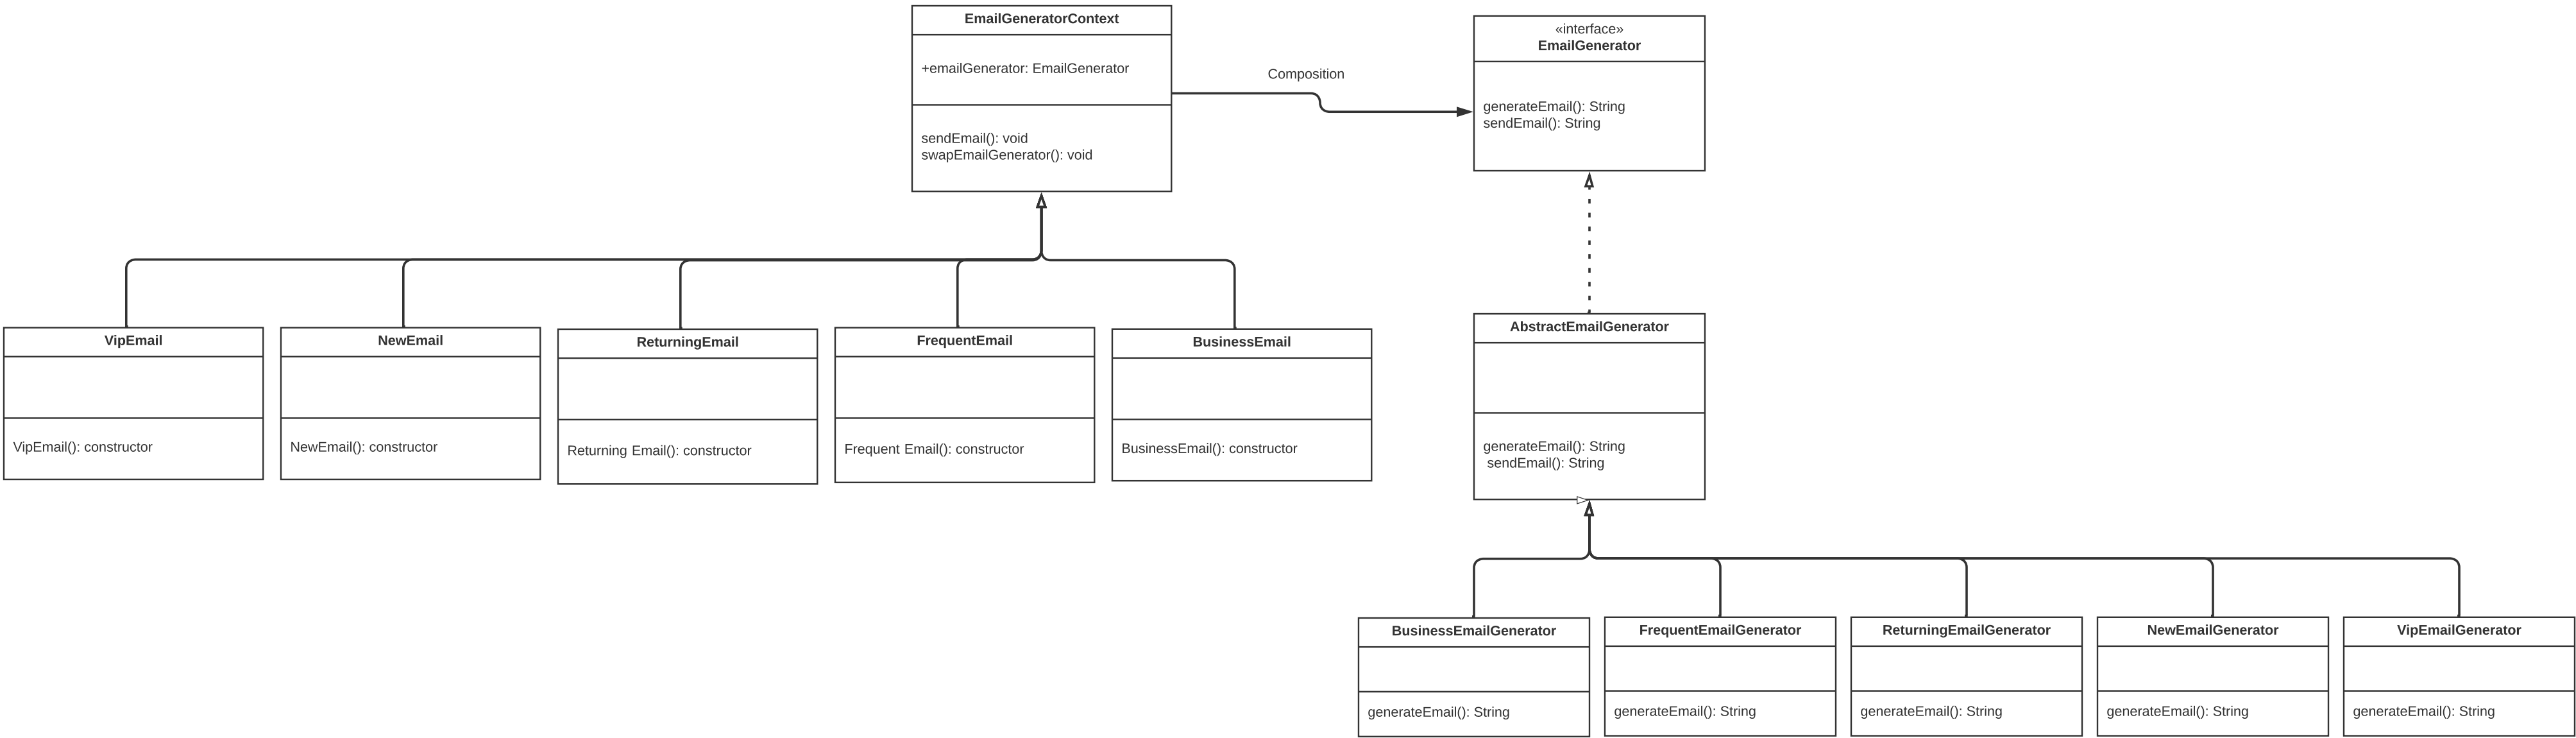 EmailGeneratorContext
+emailGenerator: EmailGenerator
sendEmail(): void
swapEmailGenerator(): void
Composition
«interface»
EmailGenerator
generateEmail(): String
sendEmail(): String
VipEmail
VipEmail(): constructor
NewEmail
NewEmail(): constructor
ReturningEmail
Returning Email(): constructor
FrequentEmail
Frequent Email(): constructor
BusinessEmail
BusinessEmail(): constructor
AbstractEmailGenerator
generateEmail(): String
sendEmail(): String
BusinessEmailGenerator
generateEmail(): String
FrequentEmailGenerator
generateEmail(): String
ReturningEmailGenerator
generateEmail(): String
NewEmailGenerator
generateEmail(): String
VipEmailGenerator
generateEmail(): String